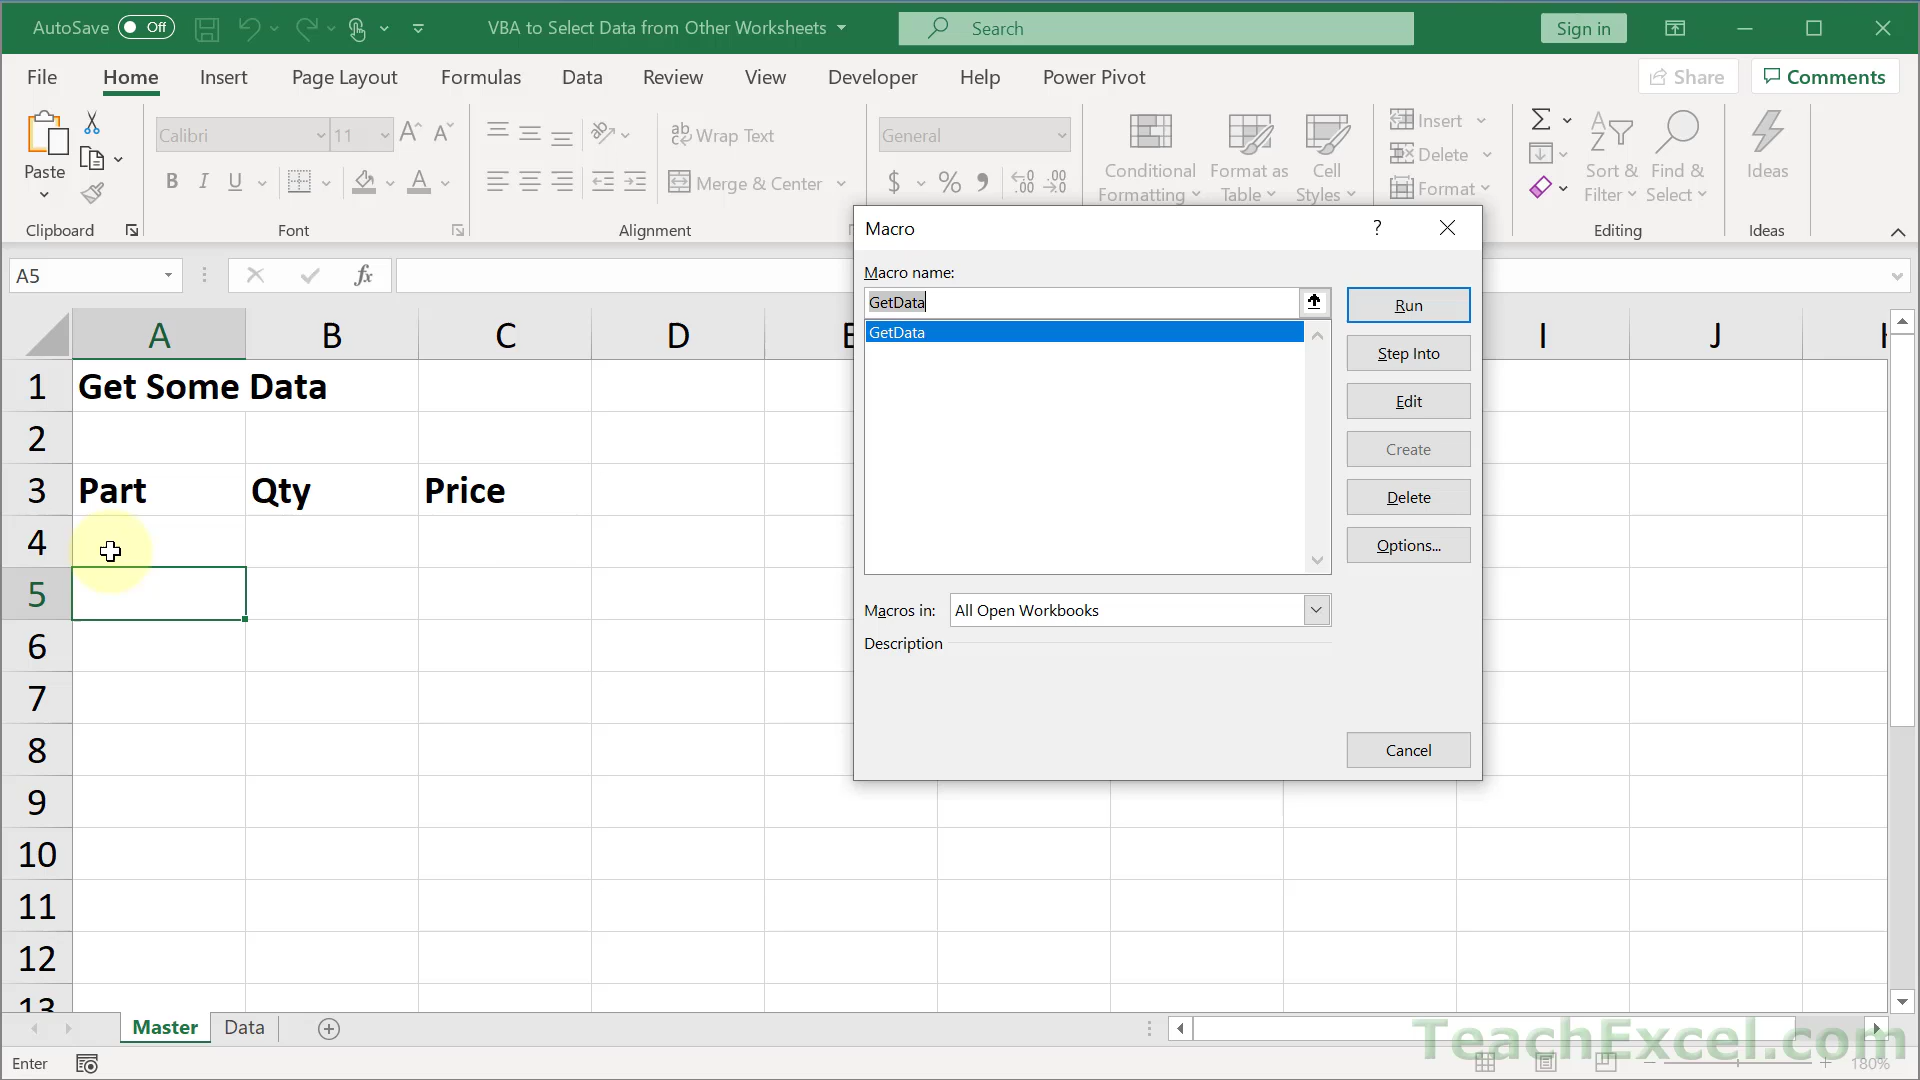 AutoSave Off VBA to Select Data from Other Worksheets Search Sign in
File Home Insert Page Layout Formulas Data Review View Developer Help Power Pivot Share Comments
Paste Calibri 11 A A Wrap Text General Conditional Formatting Format as Table Cell Styles Insert Delete Format Sort & Filter Find & Select Ideas
B I U A Merge & Center $ % 9 .00 .00
Clipboard Font Alignment Editing Ideas
A5 fx
Macro ?
Macro name:
GetData
GetData
Run
Step Into
Edit
Create
Delete
Options...
Macros in: All Open Workbooks
Description
Cancel
A B C D E I J
1 Get Some Data
2
3 Part Qty Price
4
5
6
7
8
9
10
11
12
13
Master Data
TeachExcel.com
Enter 180%